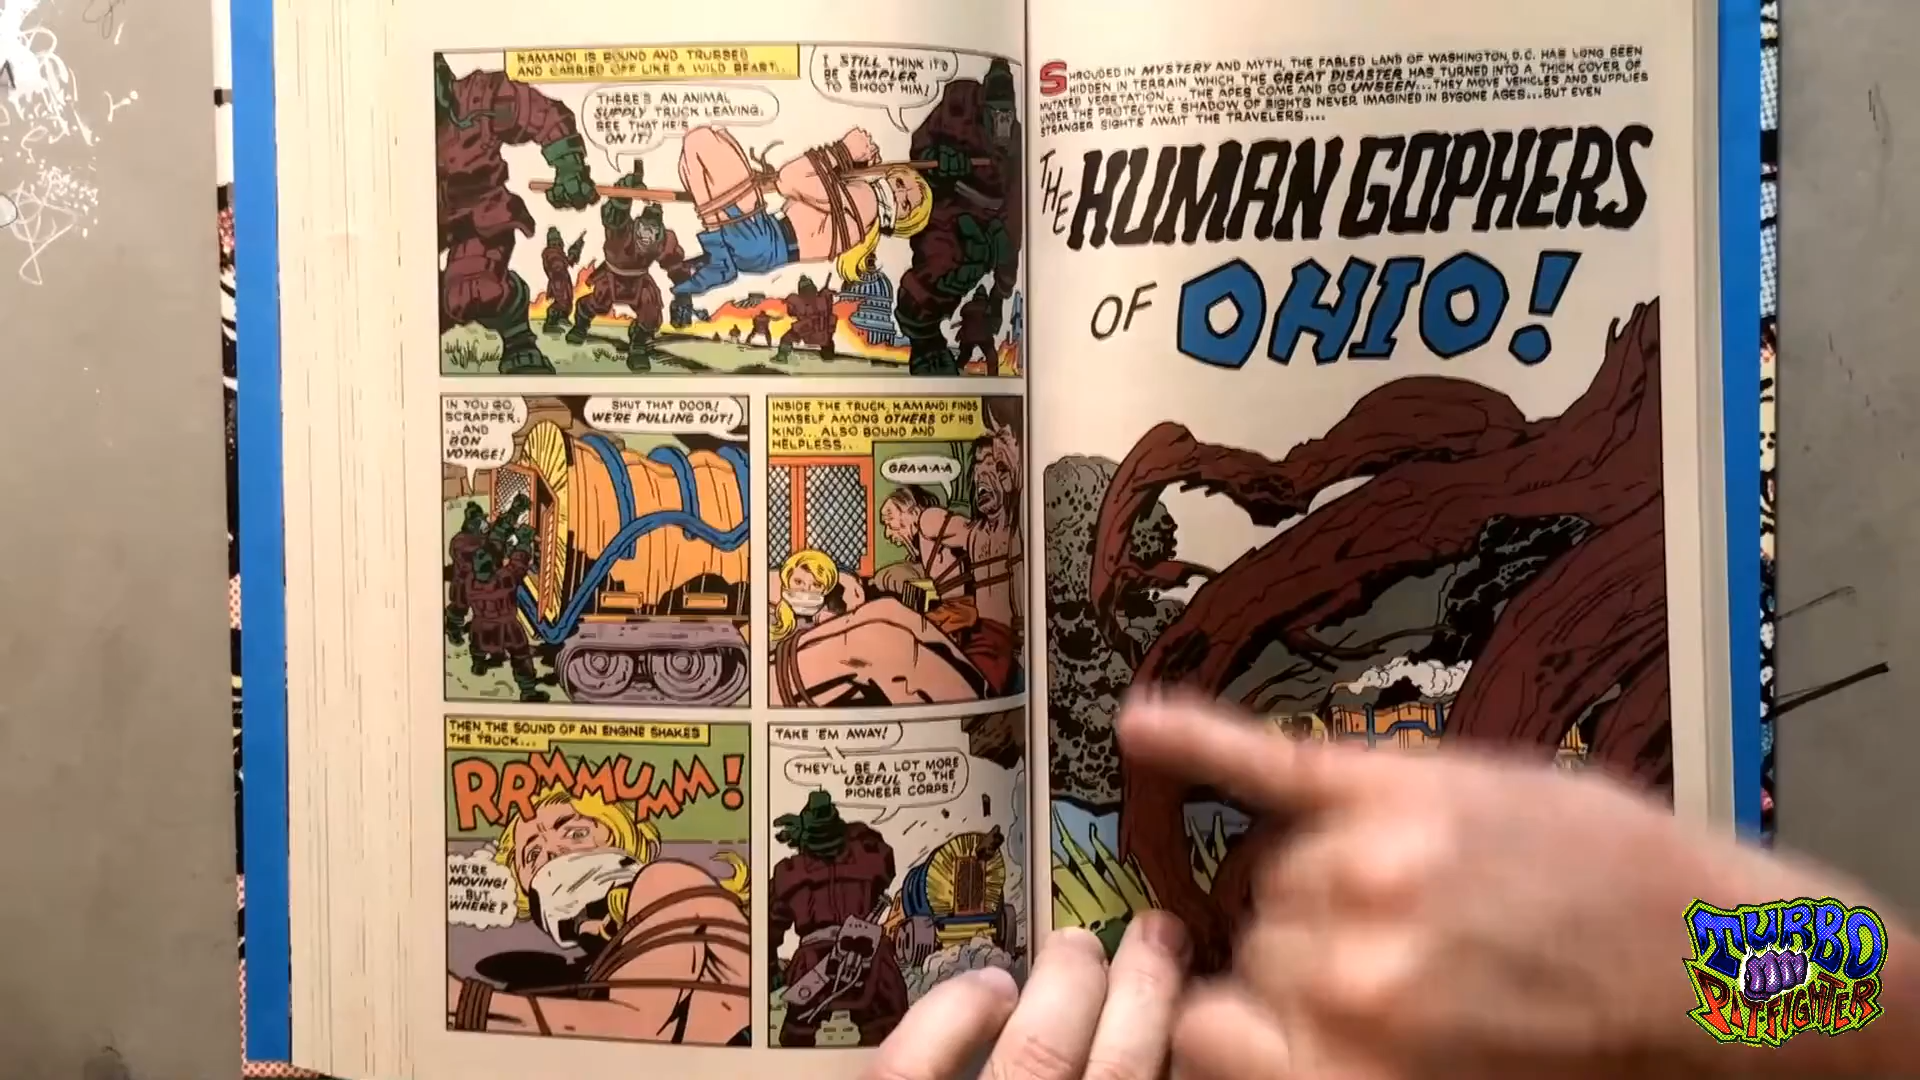 KAMANDI IS BOUND AND TRUSSED
AND CARRIED OFF LIKE A WILD BEAST...
I STILL THINK IT'D
BE SIMPLER
TO SHOOT HIM!
THERE'S AN ANIMAL
SUPPLY TRUCK LEAVING.
SEE THAT HE'S
ON IT!
IN YOU GO,
SCRAPPER.
...AND
BON
VOYAGE!
SHUT THAT DOOR!
WE'RE PULLING OUT!
INSIDE THE TRUCK, KAMANDI FINDS
HIMSELF AMONG OTHERS OF HIS
KIND... ALSO BOUND AND
HELPLESS...
GRA-A-A-A
THEN, THE SOUND OF AN ENGINE SHAKES
THE TRUCK...
RRMMMUMMM!
WE'RE
MOVING!
...BUT,
WHERE?
TAKE 'EM AWAY!
THEY'LL BE A LOT MORE
USEFUL TO THE
PIONEER CORPS!
SHROUDED IN MYSTERY AND MYTH, THE FABLED LAND OF WASHINGTON, D.C. HAS LONG BEEN
HIDDEN IN TERRAIN WHICH THE GREAT DISASTER HAS TURNED INTO A THICK COVER OF
MUTATED VEGETATION.... THE APES COME AND GO UNSEEN... THEY MOVE VEHICLES AND SUPPLIES
UNDER THE PROTECTIVE SHADOW OF SIGHTS NEVER IMAGINED IN BYGONE AGES... BUT EVEN
STRANGER SIGHTS AWAIT THE TRAVELERS....
THE HUMAN GOPHERS
OF OHIO!
TURBO
PITFIGHTER